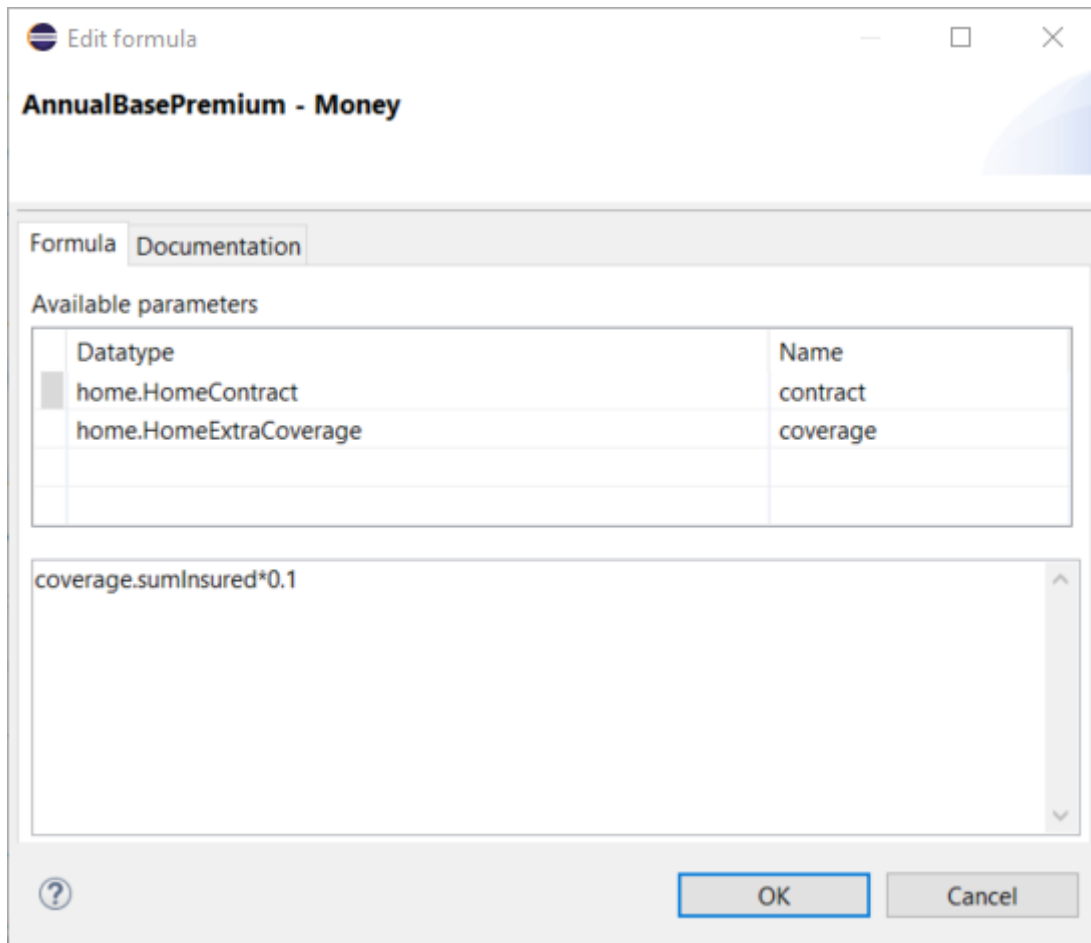 Edit formula
AnnualBasePremium - Money
Formula Documentation
Available parameters
Datatype Name
home.HomeContract contract
home.HomeExtraCoverage coverage
coverage.sumInsured*0.1
? OK Cancel